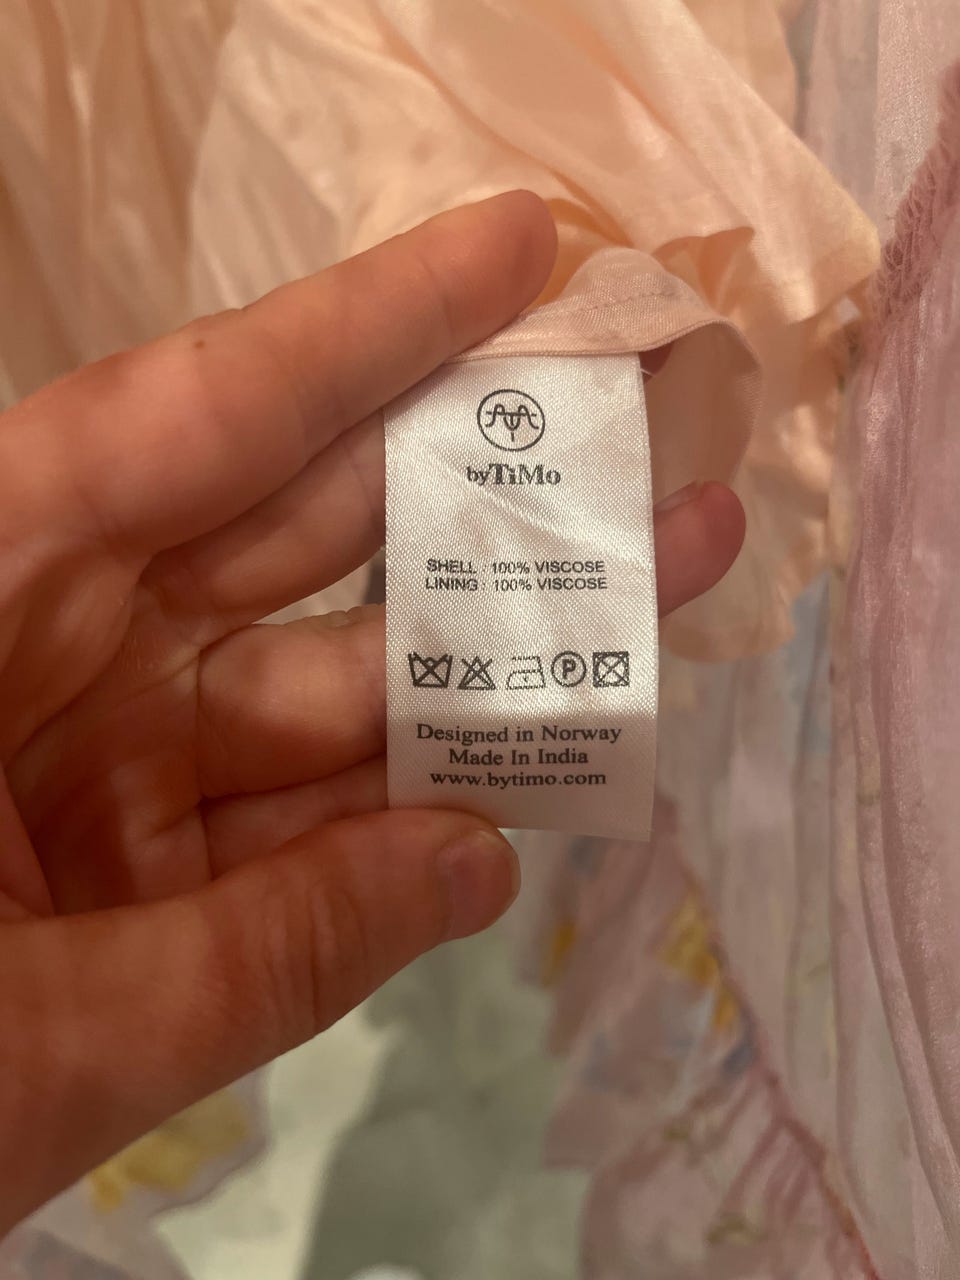 byTiMo
SHELL : 100% VISCOSE
LINING : 100% VISCOSE
P
Designed in Norway
Made In India
www.bytimo.com